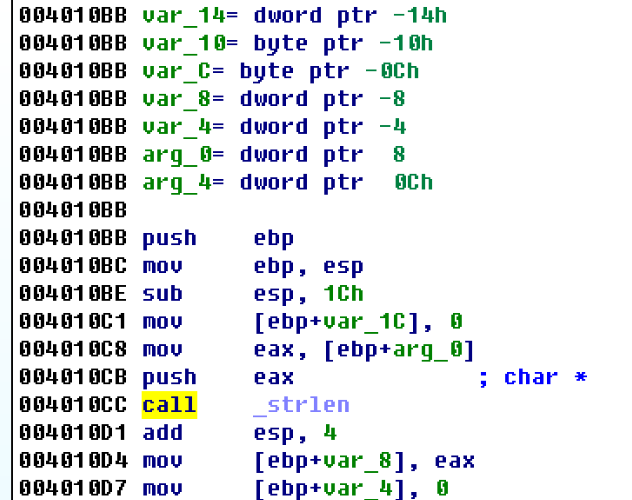 004010BB var_14= dword ptr -14h
004010BB var_10= byte ptr -10h
004010BB var_C= byte ptr -0Ch
004010BB var_8= dword ptr -8
004010BB var_4= dword ptr -4
004010BB arg_0= dword ptr  8
004010BB arg_4= dword ptr  0Ch
004010BB
004010BB push    ebp
004010BC mov     ebp, esp
004010BE sub     esp, 1Ch
004010C1 mov     [ebp+var_1C], 0
004010C8 mov     eax, [ebp+arg_0]
004010CB push    eax             ; char *
004010CC call    _strlen
004010D1 add     esp, 4
004010D4 mov     [ebp+var_8], eax
004010D7 mov     [ebp+var_4], 0